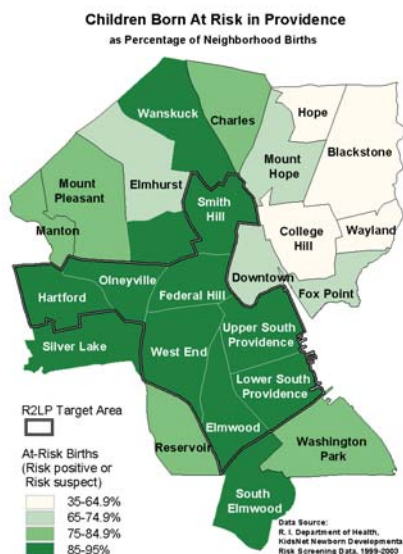 Children Born At Risk in Providence
as Percentage of Neighborhood Births
Wanskuck
Charles
Hope
Blackstone
Mount
Hope
Elmhurst
Mount
Pleasant
Smith
Hill
Manton
College
Hill
Wayland
Olneyville
Downtown
Hartford
Federal Hill
Fox Point
Silver Lake
West End
Upper South
Providence
Lower South
Providence
R2LP Target Area
Elmwood
Reservoir
Washington
Park
At-Risk Births
(Risk positive or
Risk suspect)
35-64.9%
65-74.9%
75-84.9%
85-95%
South
Elmwood
Data Source:
R. I. Department of Health,
KidsNet Newborn Developmental
Risk Screening Data, 1999-2003